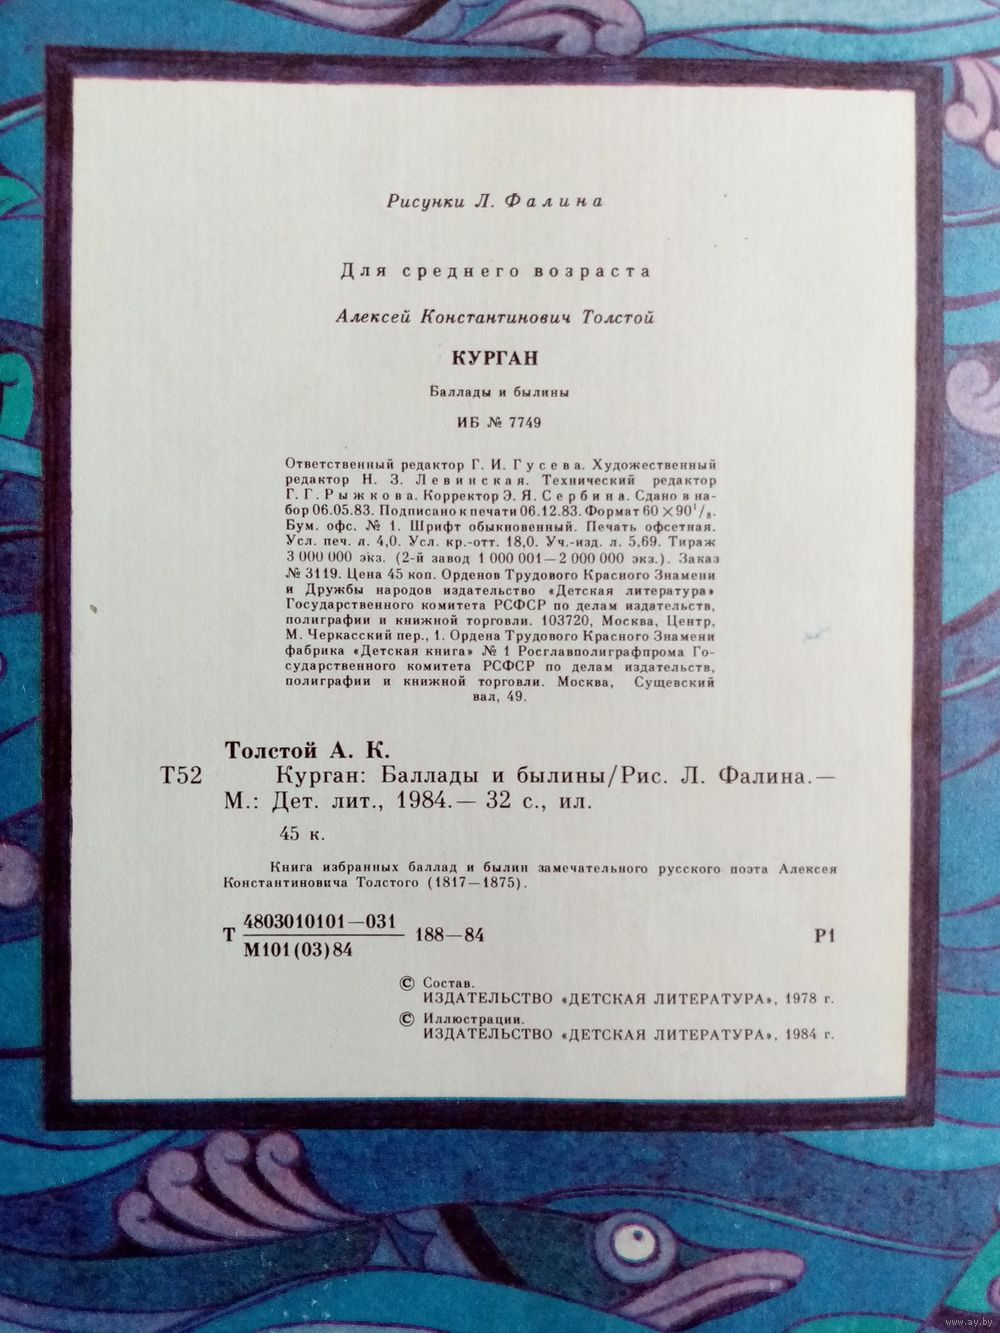 Рисунки Л. Фалина
Для среднего возраста
Алексей Константинович Толстой
КУРГАН
Баллады и былины
ИБ № 7749
Ответственный редактор Г. И. Гусева. Художественный
редактор Н. З. Левинская. Технический редактор
Г. Г. Рыжкова. Корректор Э. Я. Сербина. Сдано в на-
бор 06.05.83. Подписано к печати 06.12.83. Формат 60×90¹/₈.
Бум. офс. № 1. Шрифт обыкновенный. Печать офсетная.
Усл. печ. л. 4,0. Усл. кр.-отт. 18,0. Уч.-изд. л. 5,69. Тираж
3 000 000 экз. (2-й завод 1 000 001—2 000 000 экз.). Заказ
№ 3119. Цена 45 коп. Орденов Трудового Красного Знамени
и Дружбы народов издательство «Детская литература»
Государственного комитета РСФСР по делам издательств,
полиграфии и книжной торговли. 103720, Москва, Центр,
М. Черкасский пер., 1. Ордена Трудового Красного Знамени
фабрика «Детская книга» № 1 Росглавполиграфпрома Го-
сударственного комитета РСФСР по делам издательств,
полиграфии и книжной торговли. Москва, Сущевский
вал, 49.
Толстой А. К.
Т52 Курган: Баллады и былины/Рис. Л. Фалина.—
М.: Дет. лит., 1984.— 32 с., ил.
45 к.
Книга избранных баллад и былин замечательного русского поэта Алексея
Константиновича Толстого (1817—1875).
Т 4803010101—031 188—84 Р1
М101(03)84
© Состав.
ИЗДАТЕЛЬСТВО «ДЕТСКАЯ ЛИТЕРАТУРА», 1978 г.
© Иллюстрации.
ИЗДАТЕЛЬСТВО «ДЕТСКАЯ ЛИТЕРАТУРА», 1984 г.
www.ay.by